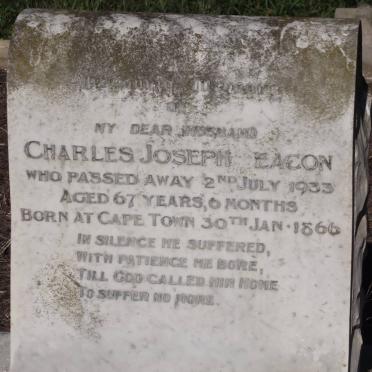 MY DEAR HUSBAND
CHARLES JOSEPH EACON
WHO PASSED AWAY 2ND JULY 1933
AGED 67 YEARS, 6 MONTHS
BORN AT CAPE TOWN 30TH JAN. 1866
IN SILENCE HE SUFFERED,
WITH PATIENCE HE BORE,
TILL GOD CALLED HIM HOME
TO SUFFER NO MORE.